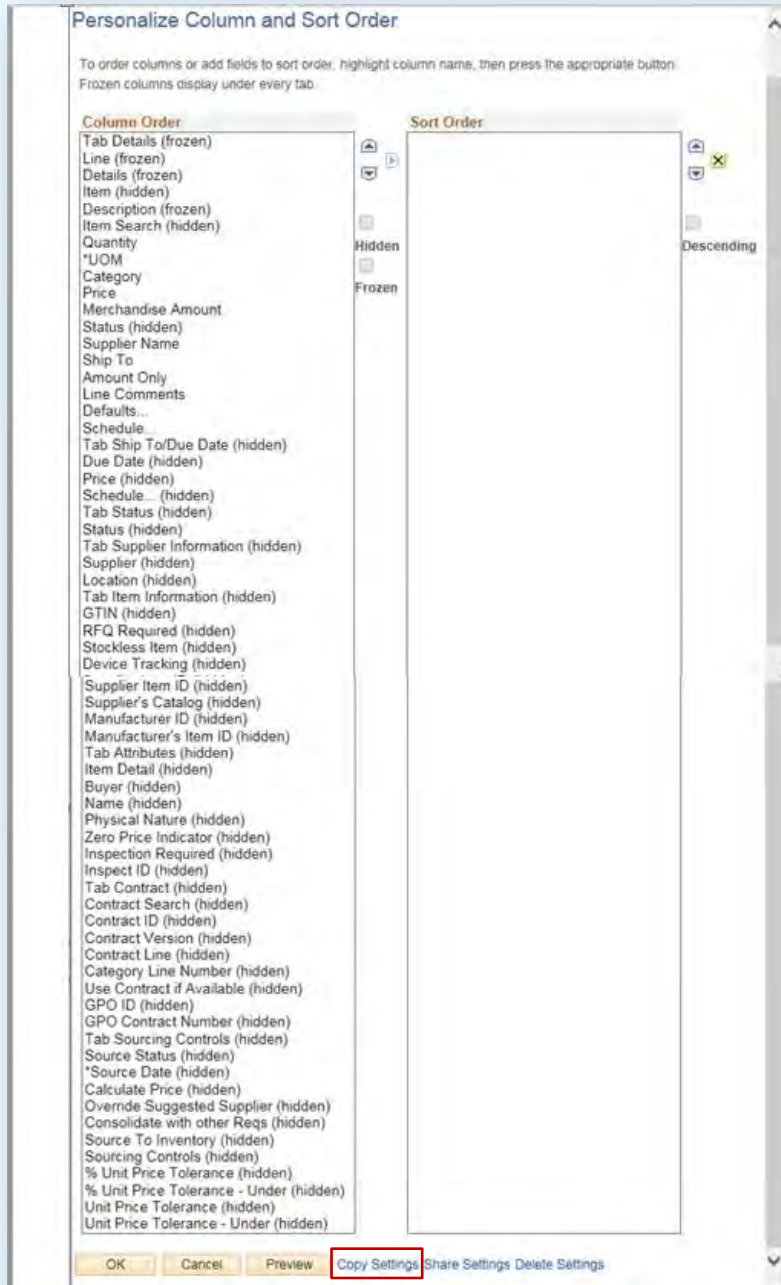 Personalize Column and Sort Order
To order columns or add fields to sort order, highlight column name, then press the appropriate button.
Frozen columns display under every tab.
Column Order
Tab Details (frozen)
Line (frozen)
Details (frozen)
Item (hidden)
Description (frozen)
Item Search (hidden)
Quantity
*UOM
Category
Price
Merchandise Amount
Status (hidden)
Supplier Name
Ship To
Amount Only
Line Comments
Defaults...
Schedule...
Tab Ship To/Due Date (hidden)
Due Date (hidden)
Price (hidden)
Schedule... (hidden)
Tab Status (hidden)
Status (hidden)
Tab Supplier Information (hidden)
Supplier (hidden)
Location (hidden)
Tab Item Information (hidden)
GTIN (hidden)
RFQ Required (hidden)
Stockless Item (hidden)
Device Tracking (hidden)
Supplier Item ID (hidden)
Supplier's Catalog (hidden)
Manufacturer ID (hidden)
Manufacturer's Item ID (hidden)
Tab Attributes (hidden)
Item Detail (hidden)
Buyer (hidden)
Name (hidden)
Physical Nature (hidden)
Zero Price Indicator (hidden)
Inspection Required (hidden)
Inspect ID (hidden)
Tab Contract (hidden)
Contract Search (hidden)
Contract ID (hidden)
Contract Version (hidden)
Contract Line (hidden)
Category Line Number (hidden)
Use Contract if Available (hidden)
GPO ID (hidden)
GPO Contract Number (hidden)
Tab Sourcing Controls (hidden)
Source Status (hidden)
*Source Date (hidden)
Calculate Price (hidden)
Override Suggested Supplier (hidden)
Consolidate with other Reqs (hidden)
Source To Inventory (hidden)
Sourcing Controls (hidden)
% Unit Price Tolerance (hidden)
% Unit Price Tolerance - Under (hidden)
Unit Price Tolerance (hidden)
Unit Price Tolerance - Under (hidden)
Hidden
Frozen
Sort Order
Descending
OK Cancel Preview Copy Settings Share Settings Delete Settings